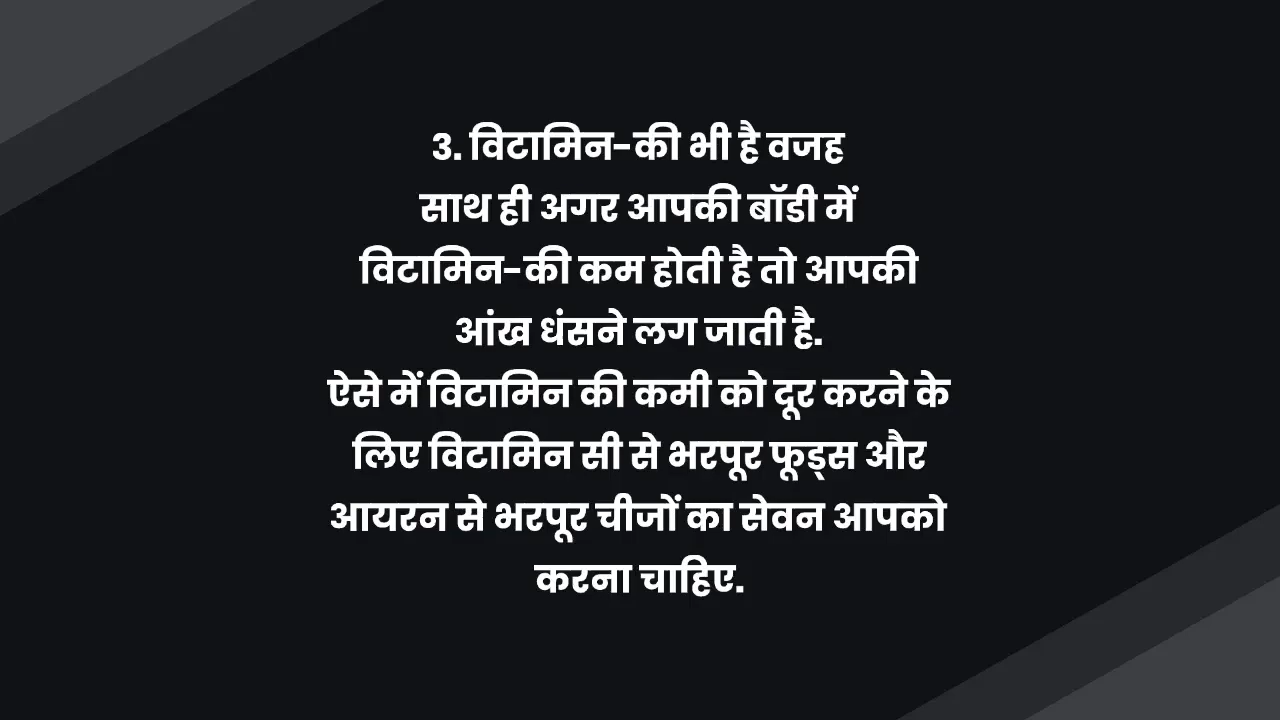 3. विटामिन-की भी है वजह
साथ ही अगर आपकी बॉडी में
विटामिन-की कम होती है तो आपकी
आंख धंसने लग जाती है.
ऐसे में विटामिन की कमी को दूर करने के
लिए विटामिन सी से भरपूर फूड्स और
आयरन से भरपूर चीजों का सेवन आपको
करना चाहिए.